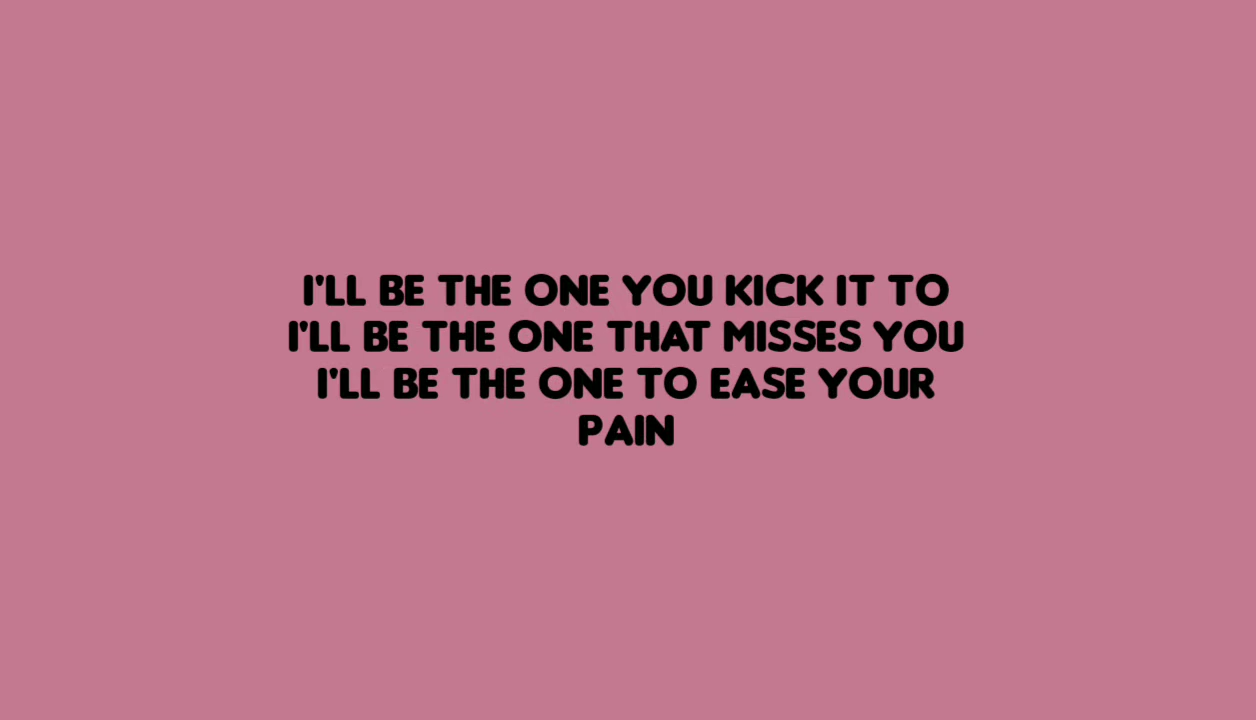 I'LL BE THE ONE YOU KICK IT TO
I'LL BE THE ONE THAT MISSES YOU
I'LL BE THE ONE TO EASE YOUR
PAIN